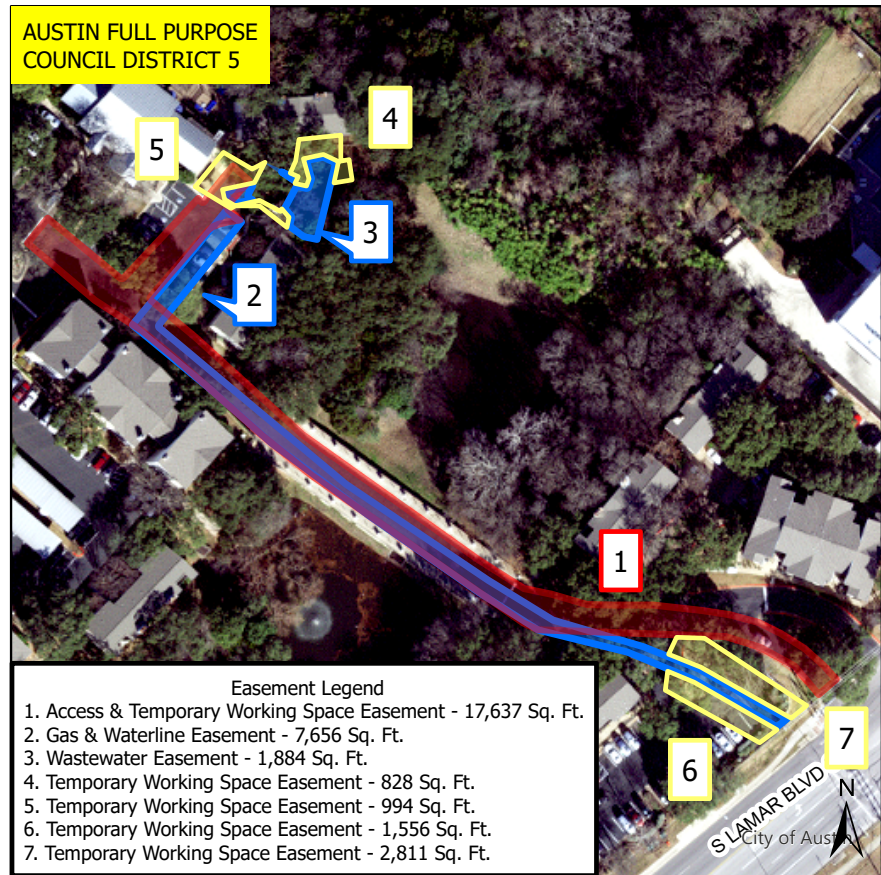 AUSTIN FULL PURPOSE
COUNCIL DISTRICT 5
4
5
3
2
1
7
6
N
S LAMAR BLVD
City of Austin
Easement Legend
1. Access & Temporary Working Space Easement - 17,637 Sq. Ft.
2. Gas & Waterline Easement - 7,656 Sq. Ft.
3. Wastewater Easement - 1,884 Sq. Ft.
4. Temporary Working Space Easement - 828 Sq. Ft.
5. Temporary Working Space Easement - 994 Sq. Ft.
6. Temporary Working Space Easement - 1,556 Sq. Ft.
7. Temporary Working Space Easement - 2,811 Sq. Ft.